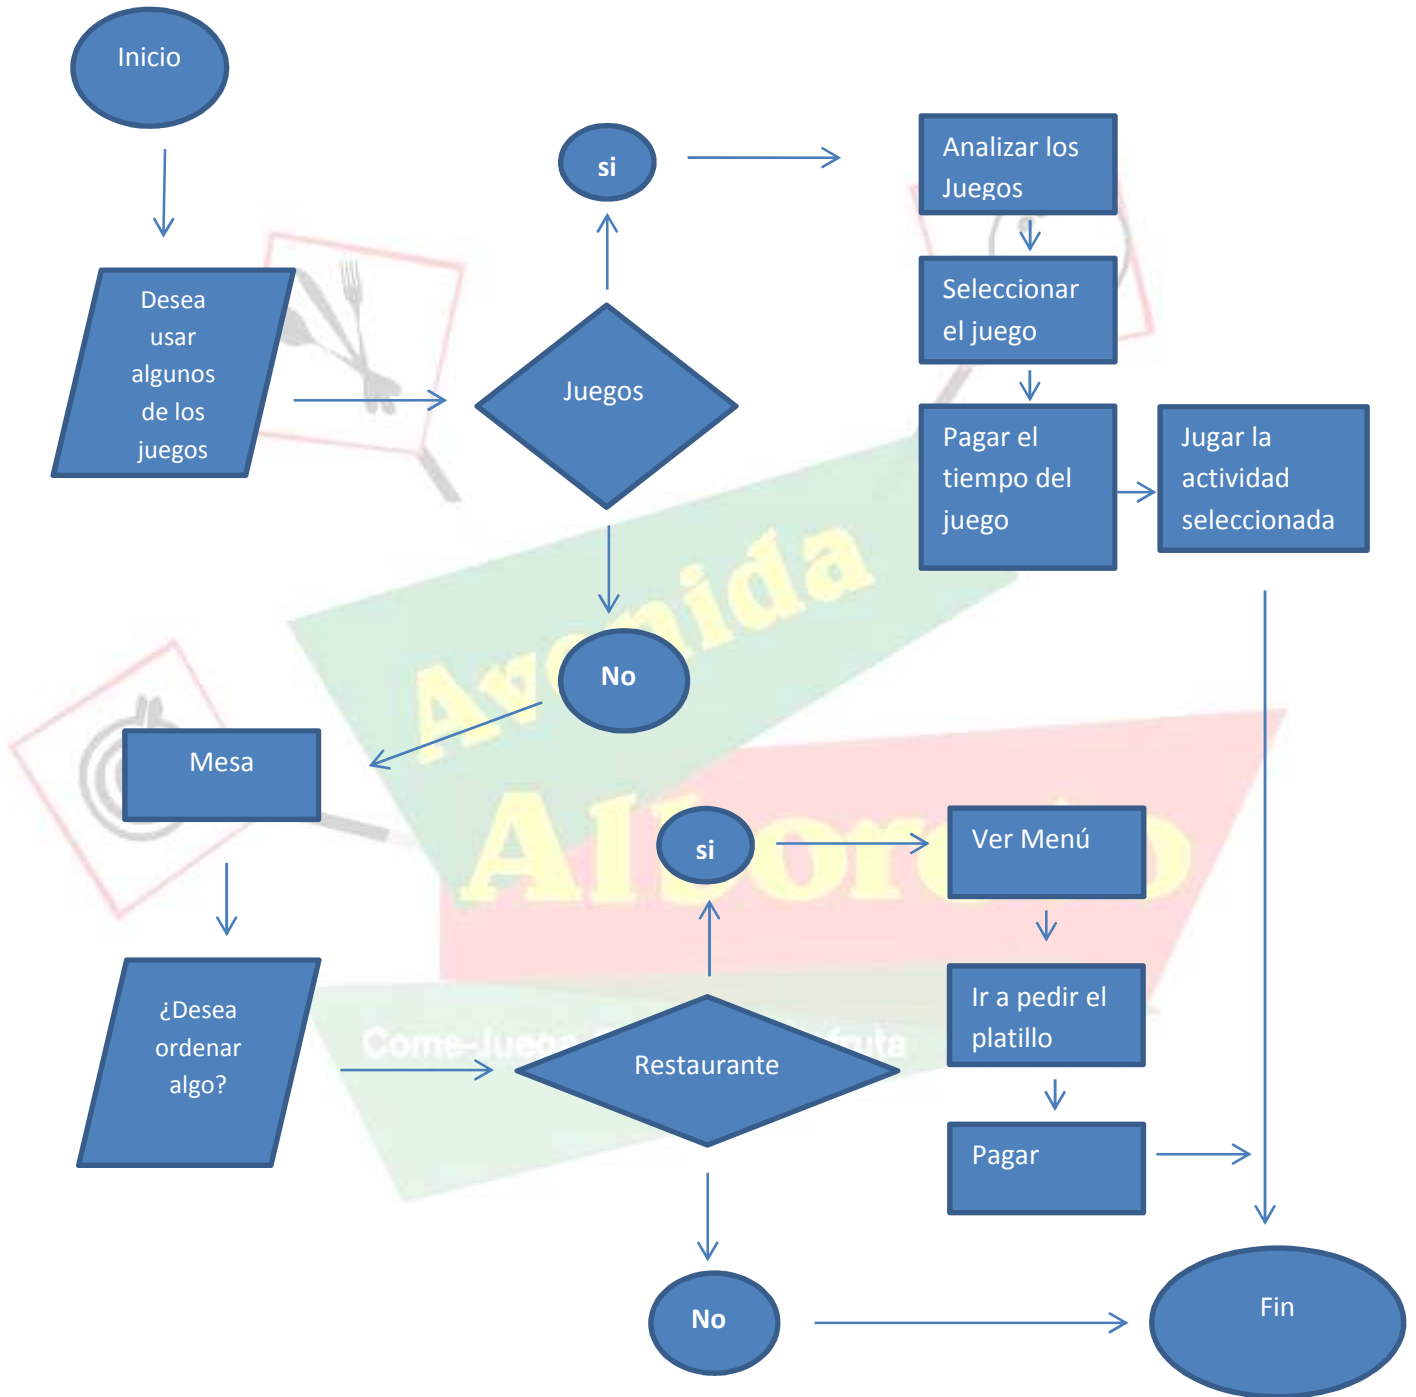 Inicio
si
Analizar los
Juegos
Desea
usar
algunos
de los
juegos
Juegos
Seleccionar
el juego
Pagar el
tiempo del
juego
Jugar la
actividad
seleccionada
No
Avenida
Mesa
si
Ver Menú
¿Desea
ordenar
algo?
Restaurante
Ir a pedir el
platillo
Pagar
No
Fin